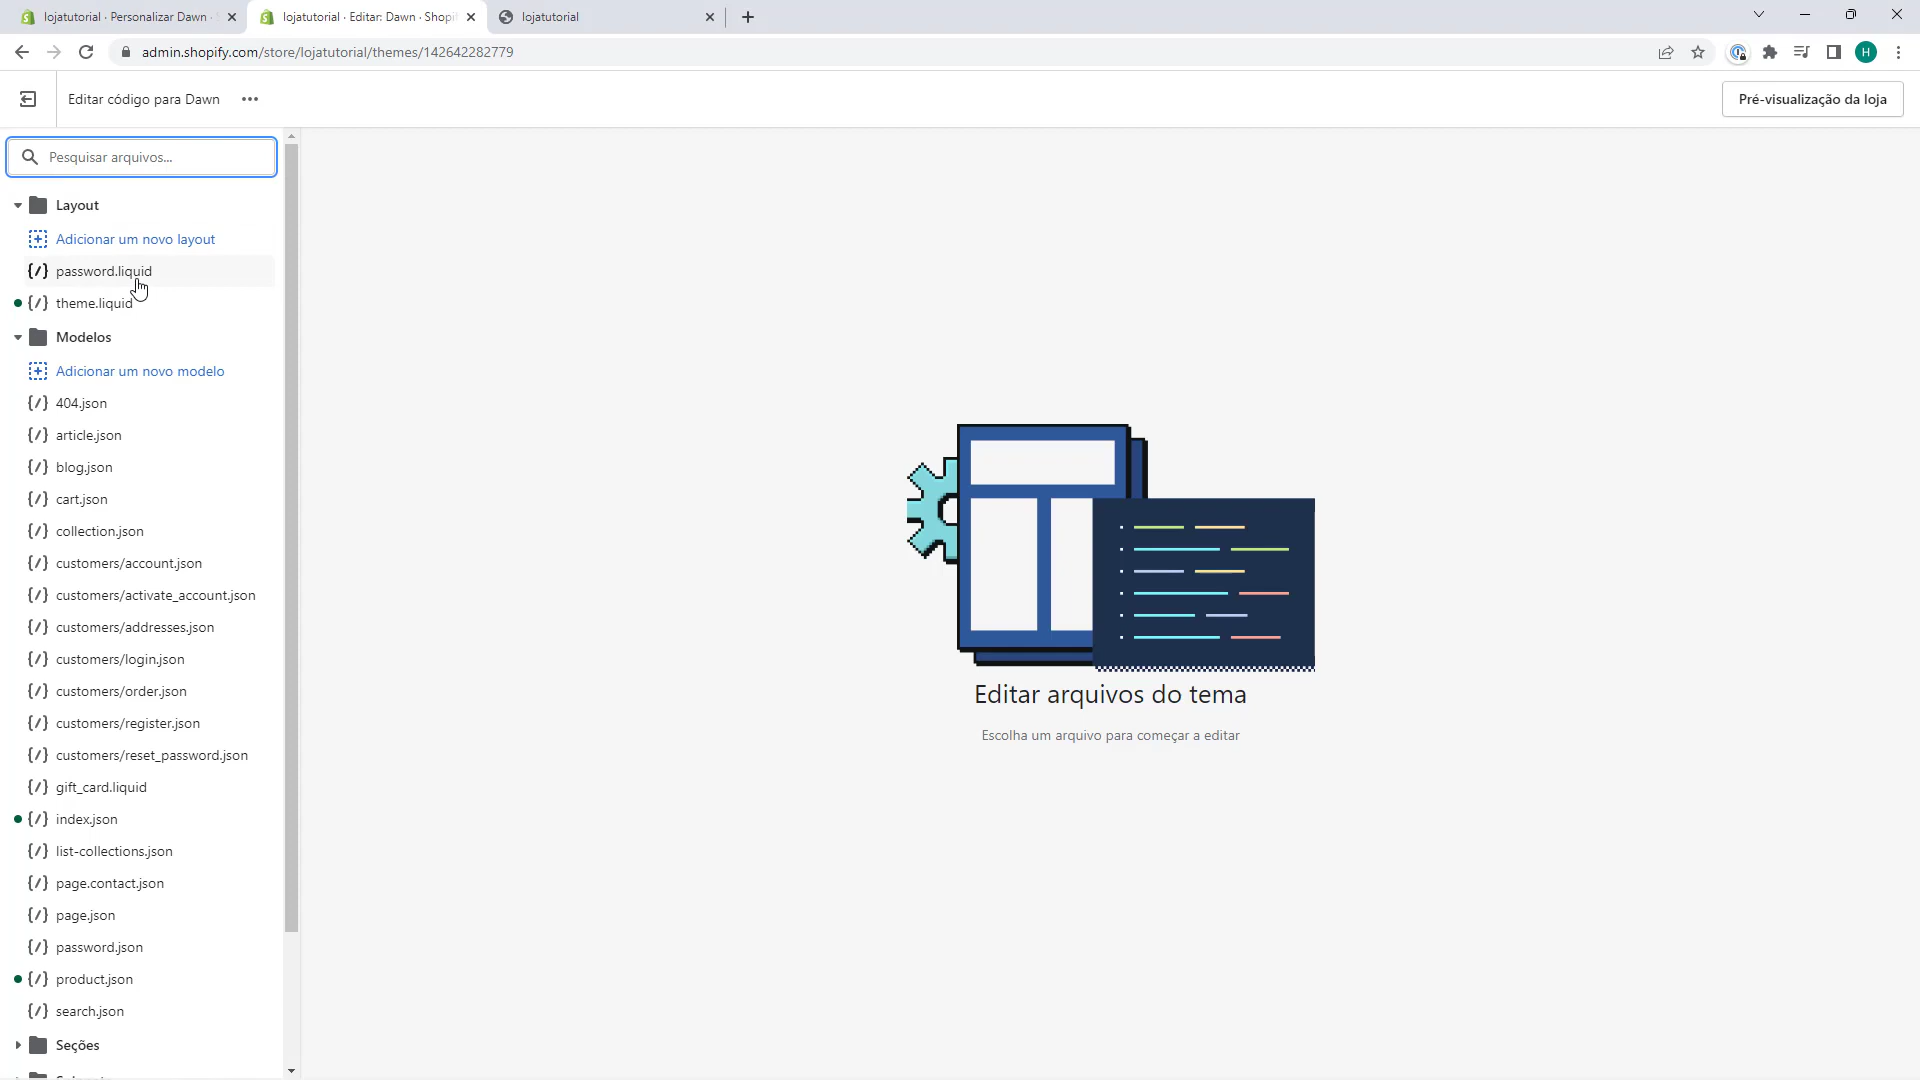 lojatutorial · Personalizar Dawn ·
lojatutorial · Editar: Dawn · Shopif
lojatutorial
admin.shopify.com/store/lojatutorial/themes/142642282779
H
Editar código para Dawn
Pré-visualização da loja
Pesquisar arquivos...
Layout
Adicionar um novo layout
password.liquid
theme.liquid
Modelos
Adicionar um novo modelo
404.json
article.json
blog.json
cart.json
collection.json
customers/account.json
customers/activate_account.json
customers/addresses.json
customers/login.json
customers/order.json
customers/register.json
customers/reset_password.json
gift_card.liquid
index.json
list-collections.json
page.contact.json
page.json
password.json
product.json
search.json
Seções
Editar arquivos do tema
Escolha um arquivo para começar a editar